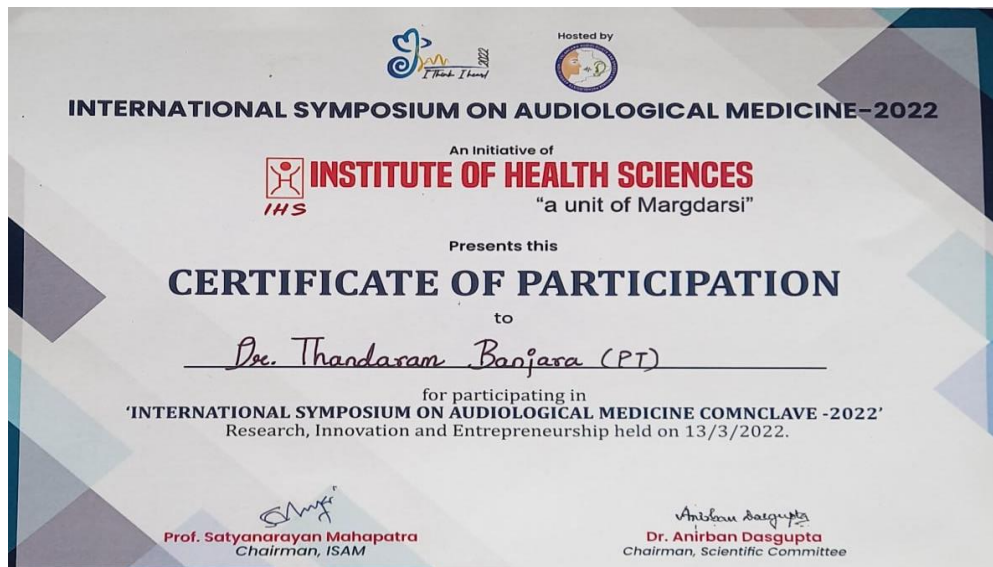 2022
I Think I heard
Hosted by
INTERNATIONAL SYMPOSIUM ON AUDIOLOGICAL MEDICINE-2022
An Initiative of
IHS
INSTITUTE OF HEALTH SCIENCES
"a unit of Margdarsi"
Presents this
CERTIFICATE OF PARTICIPATION
to
Dr. Thandaram Banjara (PT)
for participating in
'INTERNATIONAL SYMPOSIUM ON AUDIOLOGICAL MEDICINE COMNCLAVE -2022'
Research, Innovation and Entrepreneurship held on 13/3/2022.
Anirban Dasgupta
Prof. Satyanarayan Mahapatra
Chairman, ISAM
Dr. Anirban Dasgupta
Chairman, Scientific Committee